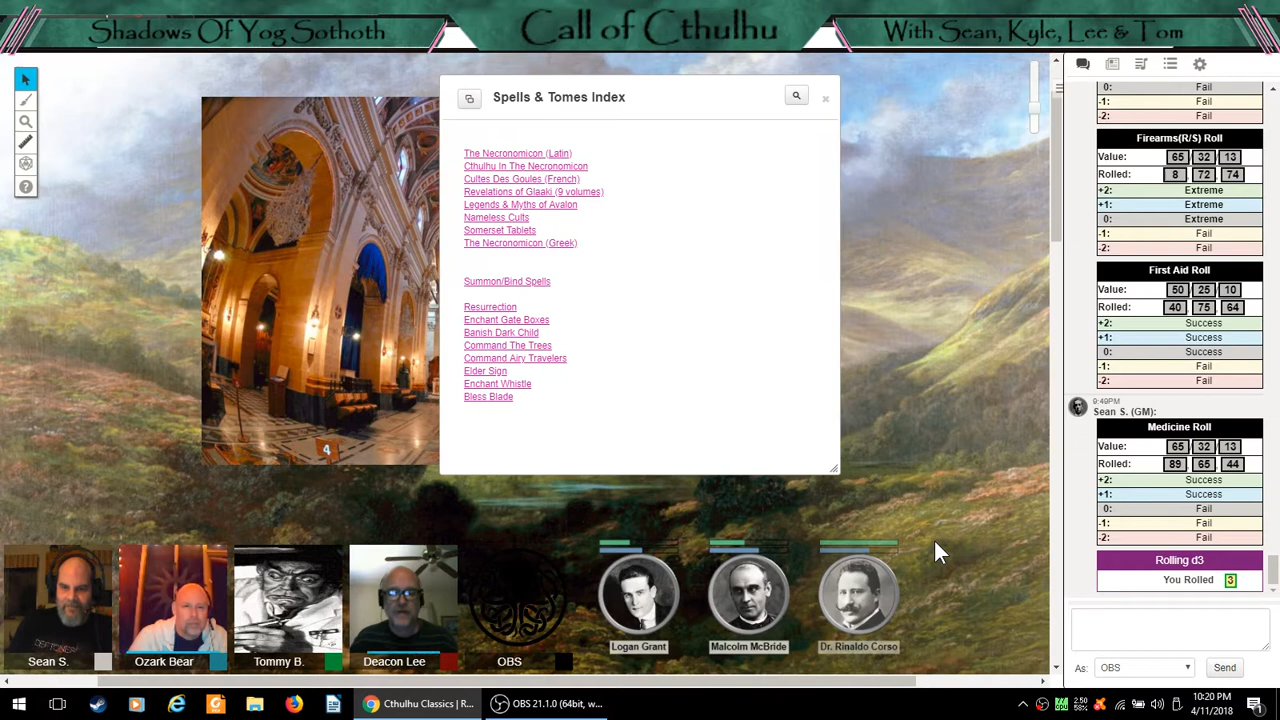 Shadows Of Yog Sothoth
Call of Cthulhu
With Sean, Kyle, Lee & Tom
Spells & Tomes Index
The Necronomicon (Latin)
Cthulhu In The Necronomicon
Cultes Des Goules (French)
Revelations of Glaaki (9 volumes)
Legends & Myths of Avalon
Nameless Cults
Somerset Tablets
The Necronomicon (Greek)
Summon/Bind Spells
Resurrection
Enchant Gate Boxes
Banish Dark Child
Command The Trees
Command Airy Travelers
Elder Sign
Enchant Whistle
Bless Blade
4
0: Fail
-1: Fail
-2: Fail
Firearms(R/S) Roll
Value: 65 32 13
Rolled: 8 72 74
+2: Extreme
+1: Extreme
0: Extreme
-1: Fail
-2: Fail
First Aid Roll
Value: 50 25 10
Rolled: 40 75 64
+2: Success
+1: Success
0: Success
-1: Fail
-2: Fail
9:49PM
Sean S. (GM):
Medicine Roll
Value: 65 32 13
Rolled: 89 65 44
+2: Success
+1: Success
0: Fail
-1: Fail
-2: Fail
Rolling d3
You Rolled 3
As: OBS Send
DEFTONES
Sean S.
Ozark Bear
Tommy B.
Deacon Lee
OBS
Logan Grant
Malcolm McBride
Dr. Rinaldo Corso
Cthulhu Classics | R...
OBS 21.1.0 (64bit, w...
2.50
58%
10:20 PM
4/11/2018